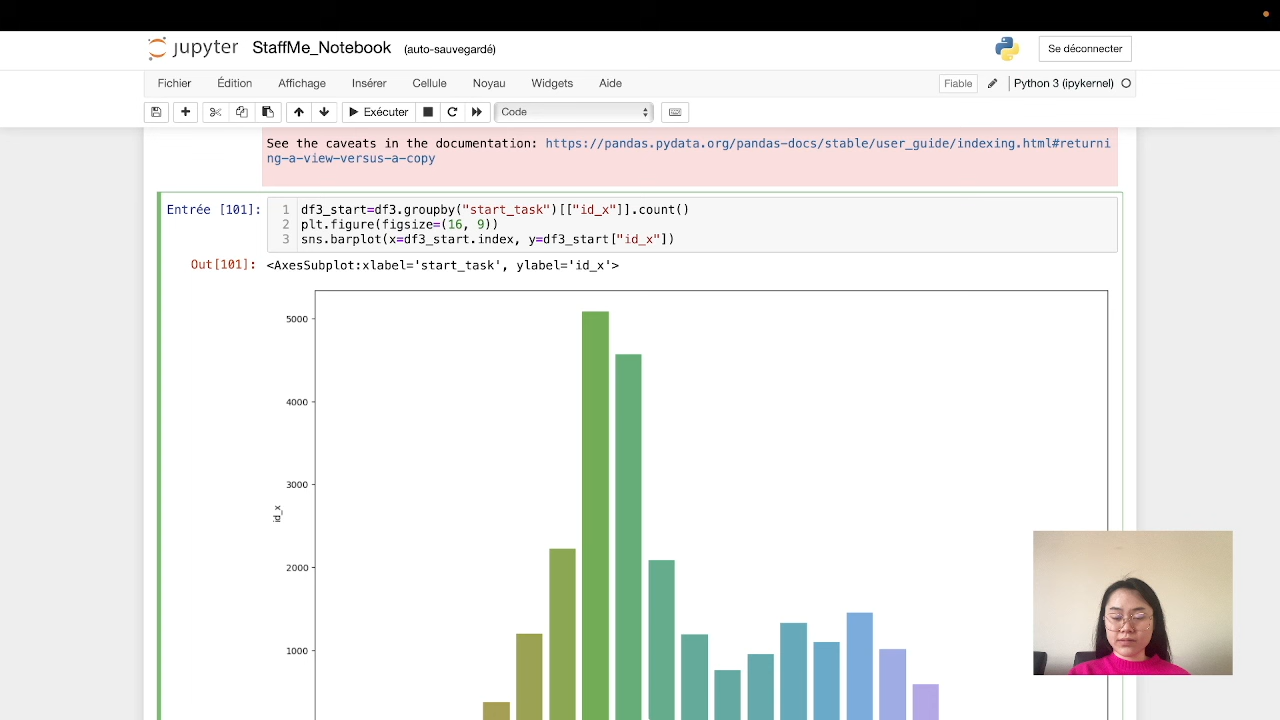 jupyter StaffMe_Notebook (auto-sauvegardé) Se déconnecter
Fichier Édition Affichage Insérer Cellule Noyau Widgets Aide Fiable Python 3 (ipykernel)
Exécuter Code
See the caveats in the documentation: https://pandas.pydata.org/pandas-docs/stable/user_guide/indexing.html#returni
ng-a-view-versus-a-copy
Entrée [101]: 1 df3_start=df3.groupby("start_task")[["id_x"]].count()
2 plt.figure(figsize=(16, 9))
3 sns.barplot(x=df3_start.index, y=df3_start["id_x"])
Out[101]: <AxesSubplot:xlabel='start_task', ylabel='id_x'>
5000
4000
3000
id_x
2000
1000